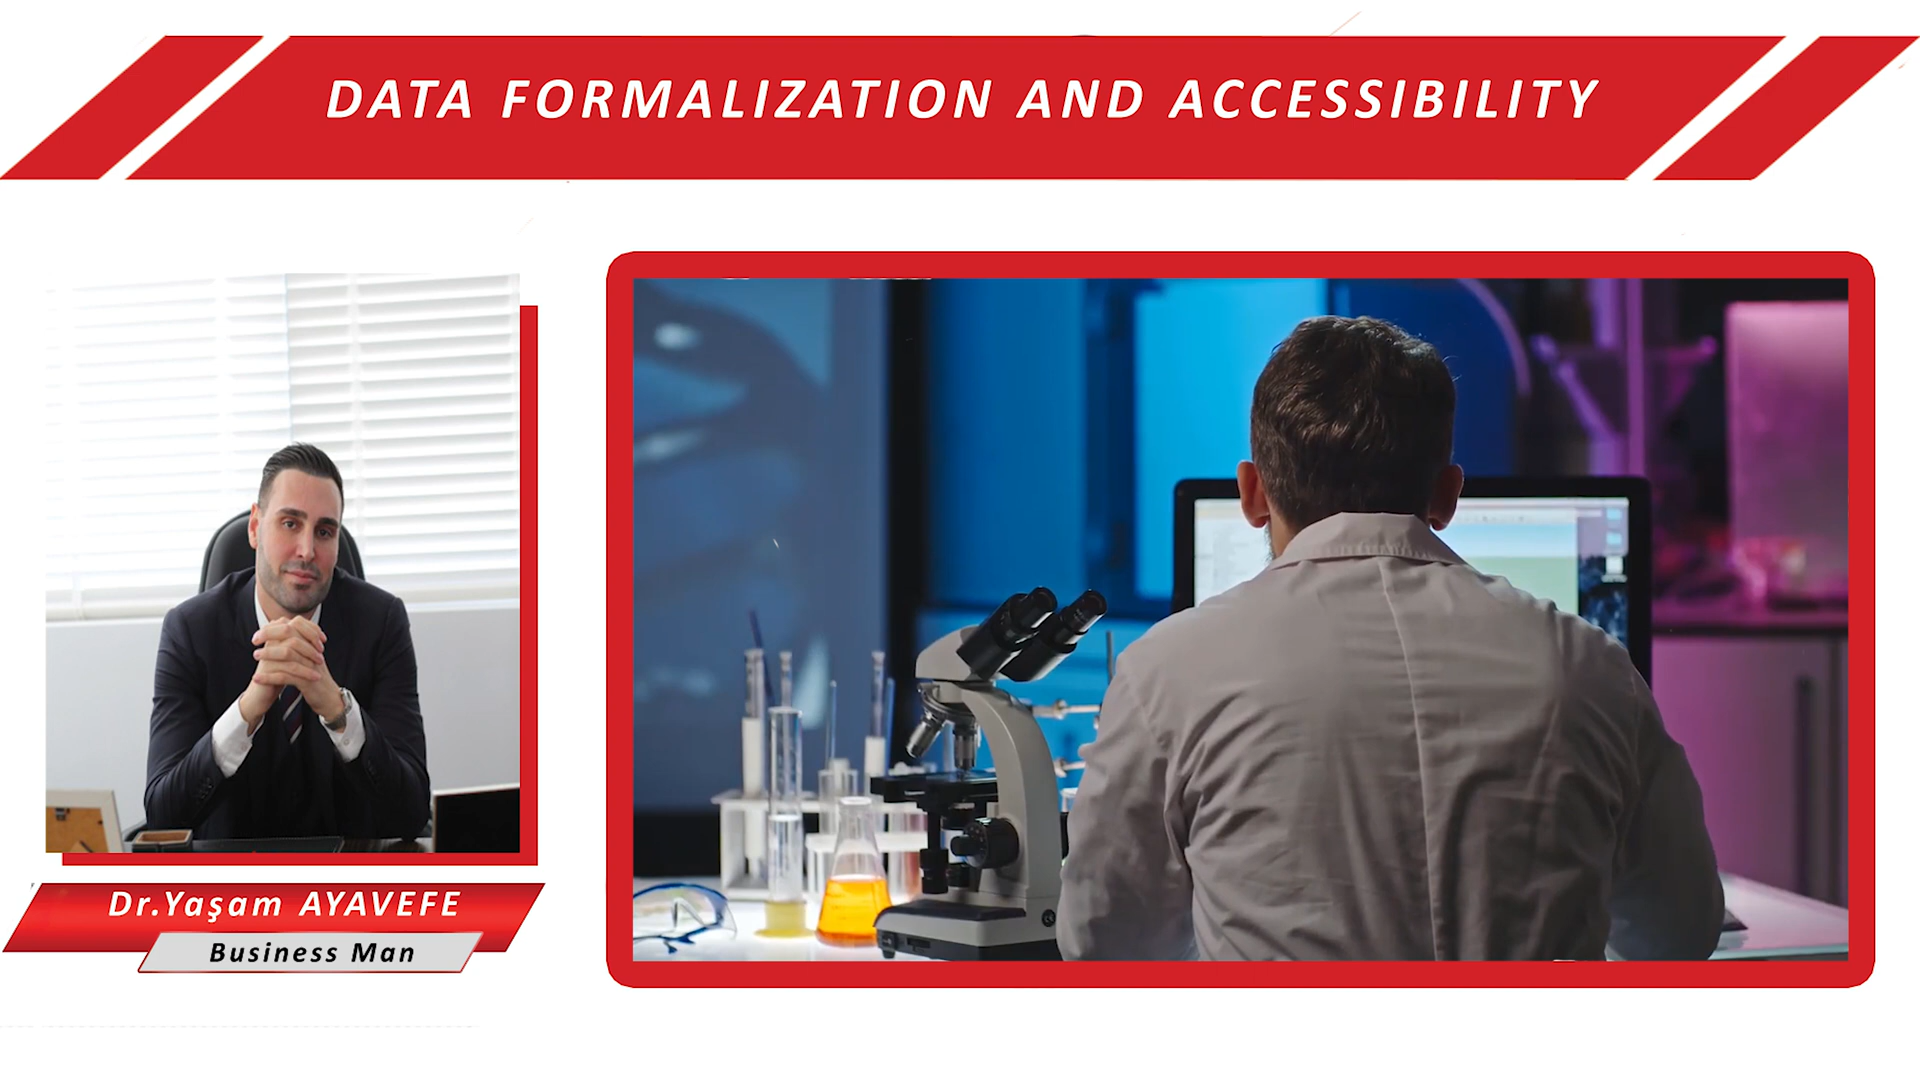 DATA FORMALIZATION AND ACCESSIBILITY
Dr.Yaşam AYAVEFE
Business Man